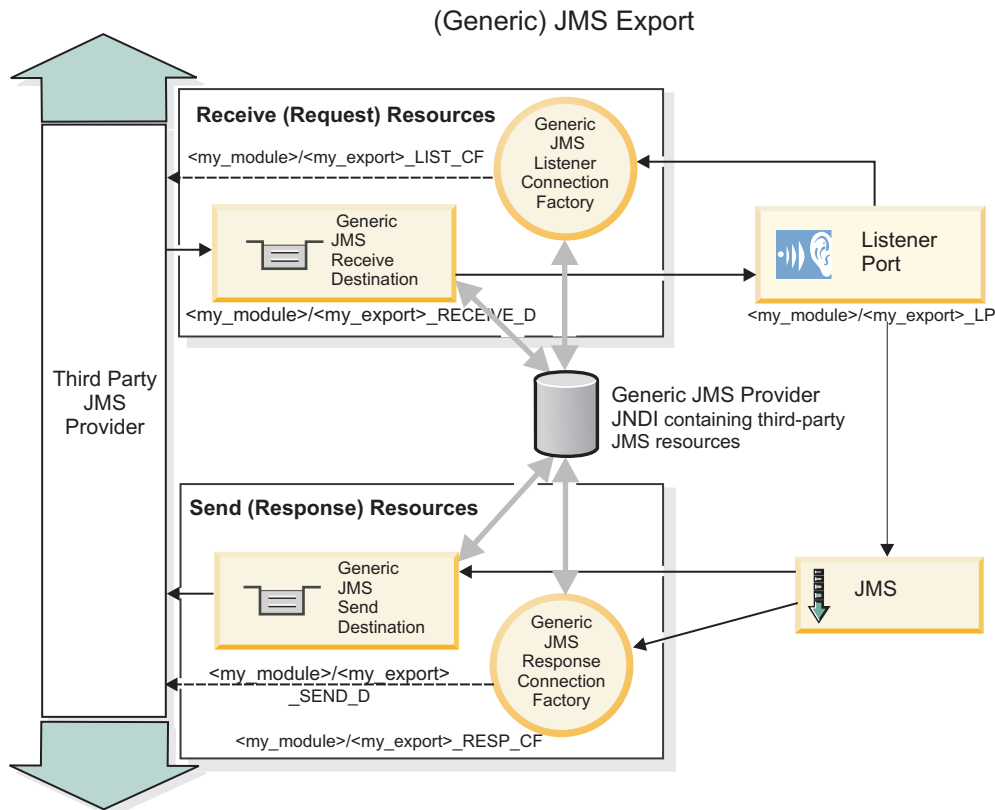 (Generic) JMS Export
Receive (Request) Resources
<my_module>/<my_export>_LIST_CF
Generic
JMS
Listener
Connection
Factory
Generic
JMS
Receive
Destination
<my_module>/<my_export>_RECEIVE_D
Listener
Port
<my_module>/<my_export>_LP
Third Party
JMS
Provider
Generic JMS Provider
JNDI containing third-party
JMS resources
Send (Response) Resources
Generic
JMS
Send
Destination
JMS
Generic
JMS
Response
Connection
Factory
<my_module>/<my_export>
_SEND_D
<my_module>/<my_export>_RESP_CF